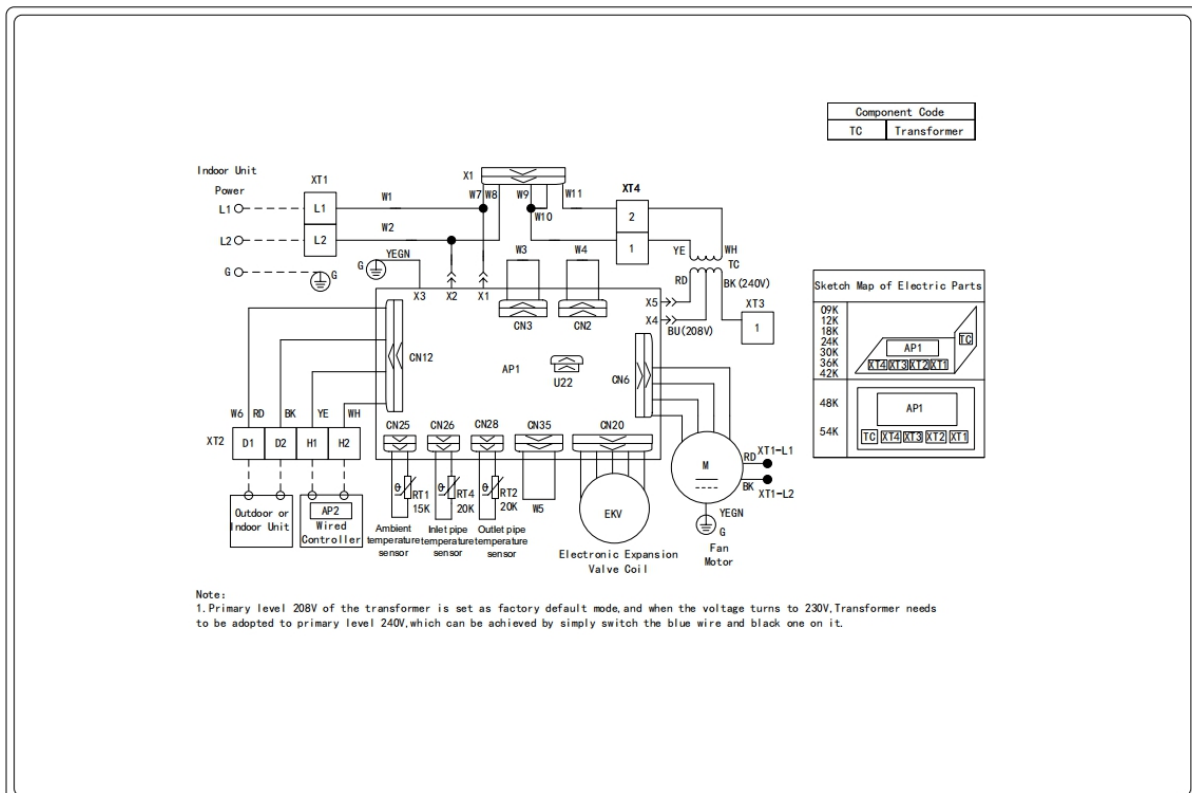 Component Code
TC Transformer
Indoor Unit
Power
XT1
X1
W7 W8 W9 W10 W11
XT4
L1 L1 W1
2
L2 L2 W2
1
G G
YEGN
G
W3 W4
YE WH
TC
RD BK(240V)
X3 X2 X1
X5
X4
BU(208V)
XT3
1
CN3 CN2
CN12
AP1
U22
CN6
Sketch Map of Electric Parts
09K
12K
18K
24K
30K
36K
42K
AP1
TC
XT4 XT3 XT2 XT1
48K
54K
AP1
TC XT4 XT3 XT2 XT1
W6 RD BK YE WH
XT2 D1 D2 H1 H2
CN25 CN26 CN28 CN35 CN20
θ RT1 15K
θ RT4 20K
θ RT2 20K
W5
EKV
M
RD XT1-L1
BK XT1-L2
YEGN
G
Fan
Motor
Outdoor or
Indoor Unit
AP2
Wired
Controller
Ambient
temperature
sensor
Inlet pipe
temperature
sensor
Outlet pipe
temperature
sensor
Electronic Expansion
Valve Coil
Note:
1.Primary level 208V of the transformer is set as factory default mode,and when the voltage turns to 230V,Transformer needs
to be adopted to primary level 240V,which can be achieved by simply switch the blue wire and black one on it.